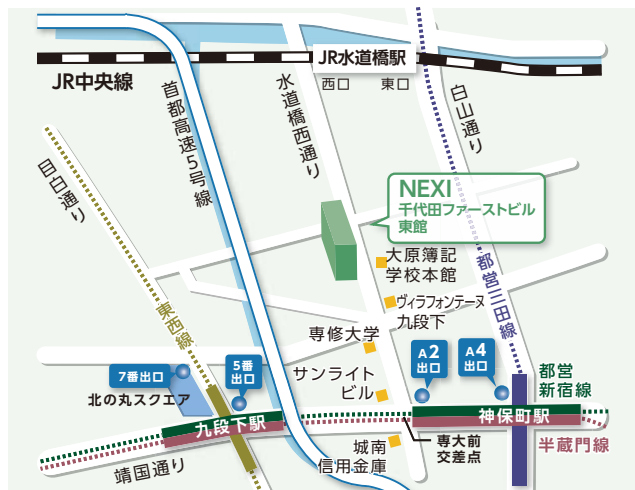 JR水道橋駅
西口 東口
JR中央線
首都高速5号線
水道橋西通り
白山通り
目白通り
NEXI
千代田ファーストビル
東館
大原簿記
学校本館
ヴィラフォンテーヌ
九段下
都営三田線
東西線
専修大学
7番出口
5番
出口
A2
出口
A4
出口
サンライト
ビル
北の丸スクエア
都営
新宿線
九段下駅
神保町駅
専大前
交差点
半蔵門線
城南
信用金庫
靖国通り